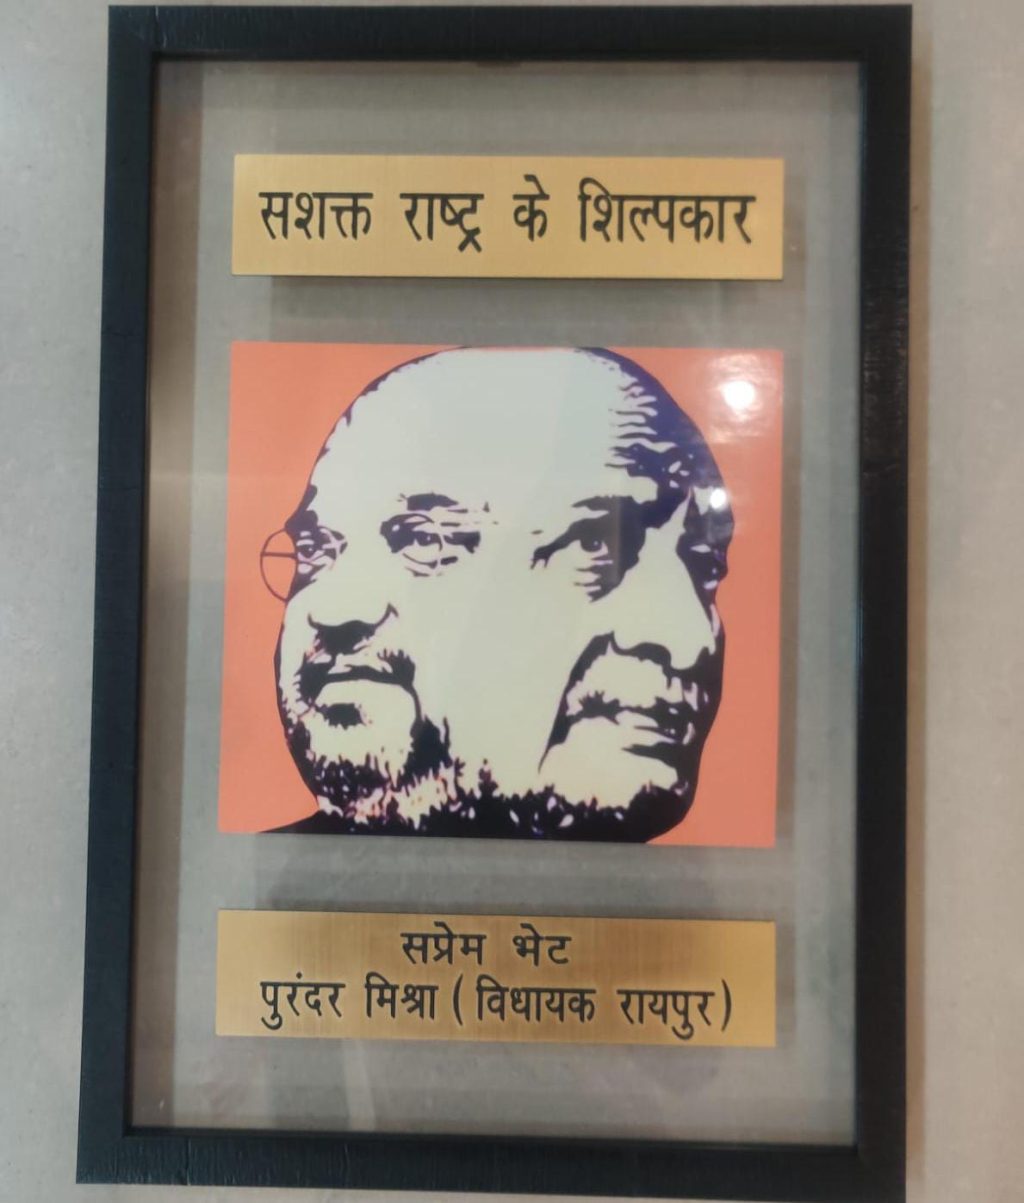 सशक्त राष्ट्र के शिल्पकार
सप्रेम भेट
पुरंदर मिश्रा ( विधायक रायपुर )